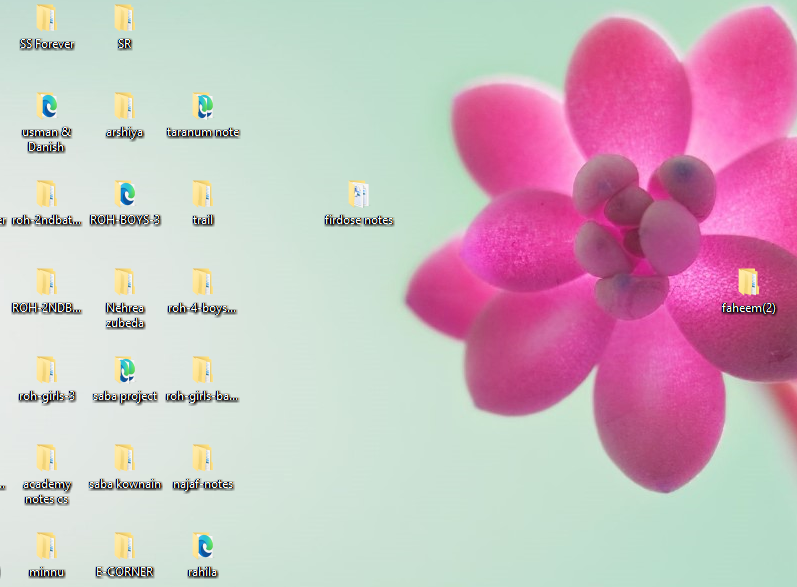 SS Forever
SR
usman &
Danish
arshiya
taranum note
roh-2ndbat...
ROH-BOYS-3
trail
firdose notes
ROH-2NDB...
Nehrea
zubeda
roh-4-boys...
faheem(2)
roh-girls-3
saba project
roh-girls-ba...
academy
notes cs
saba kownain
najaf-notes
minnu
E-CORNER
rahila